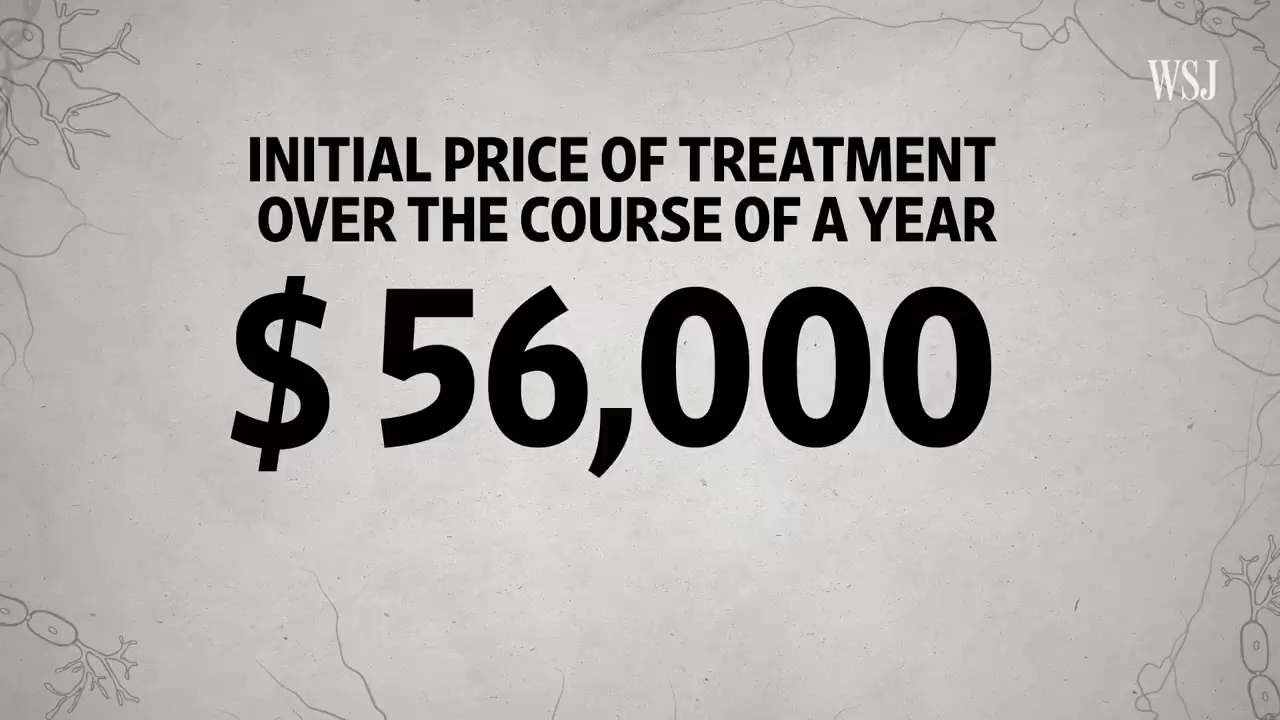 WSJ
INITIAL PRICE OF TREATMENT
OVER THE COURSE OF A YEAR
$ 56,000